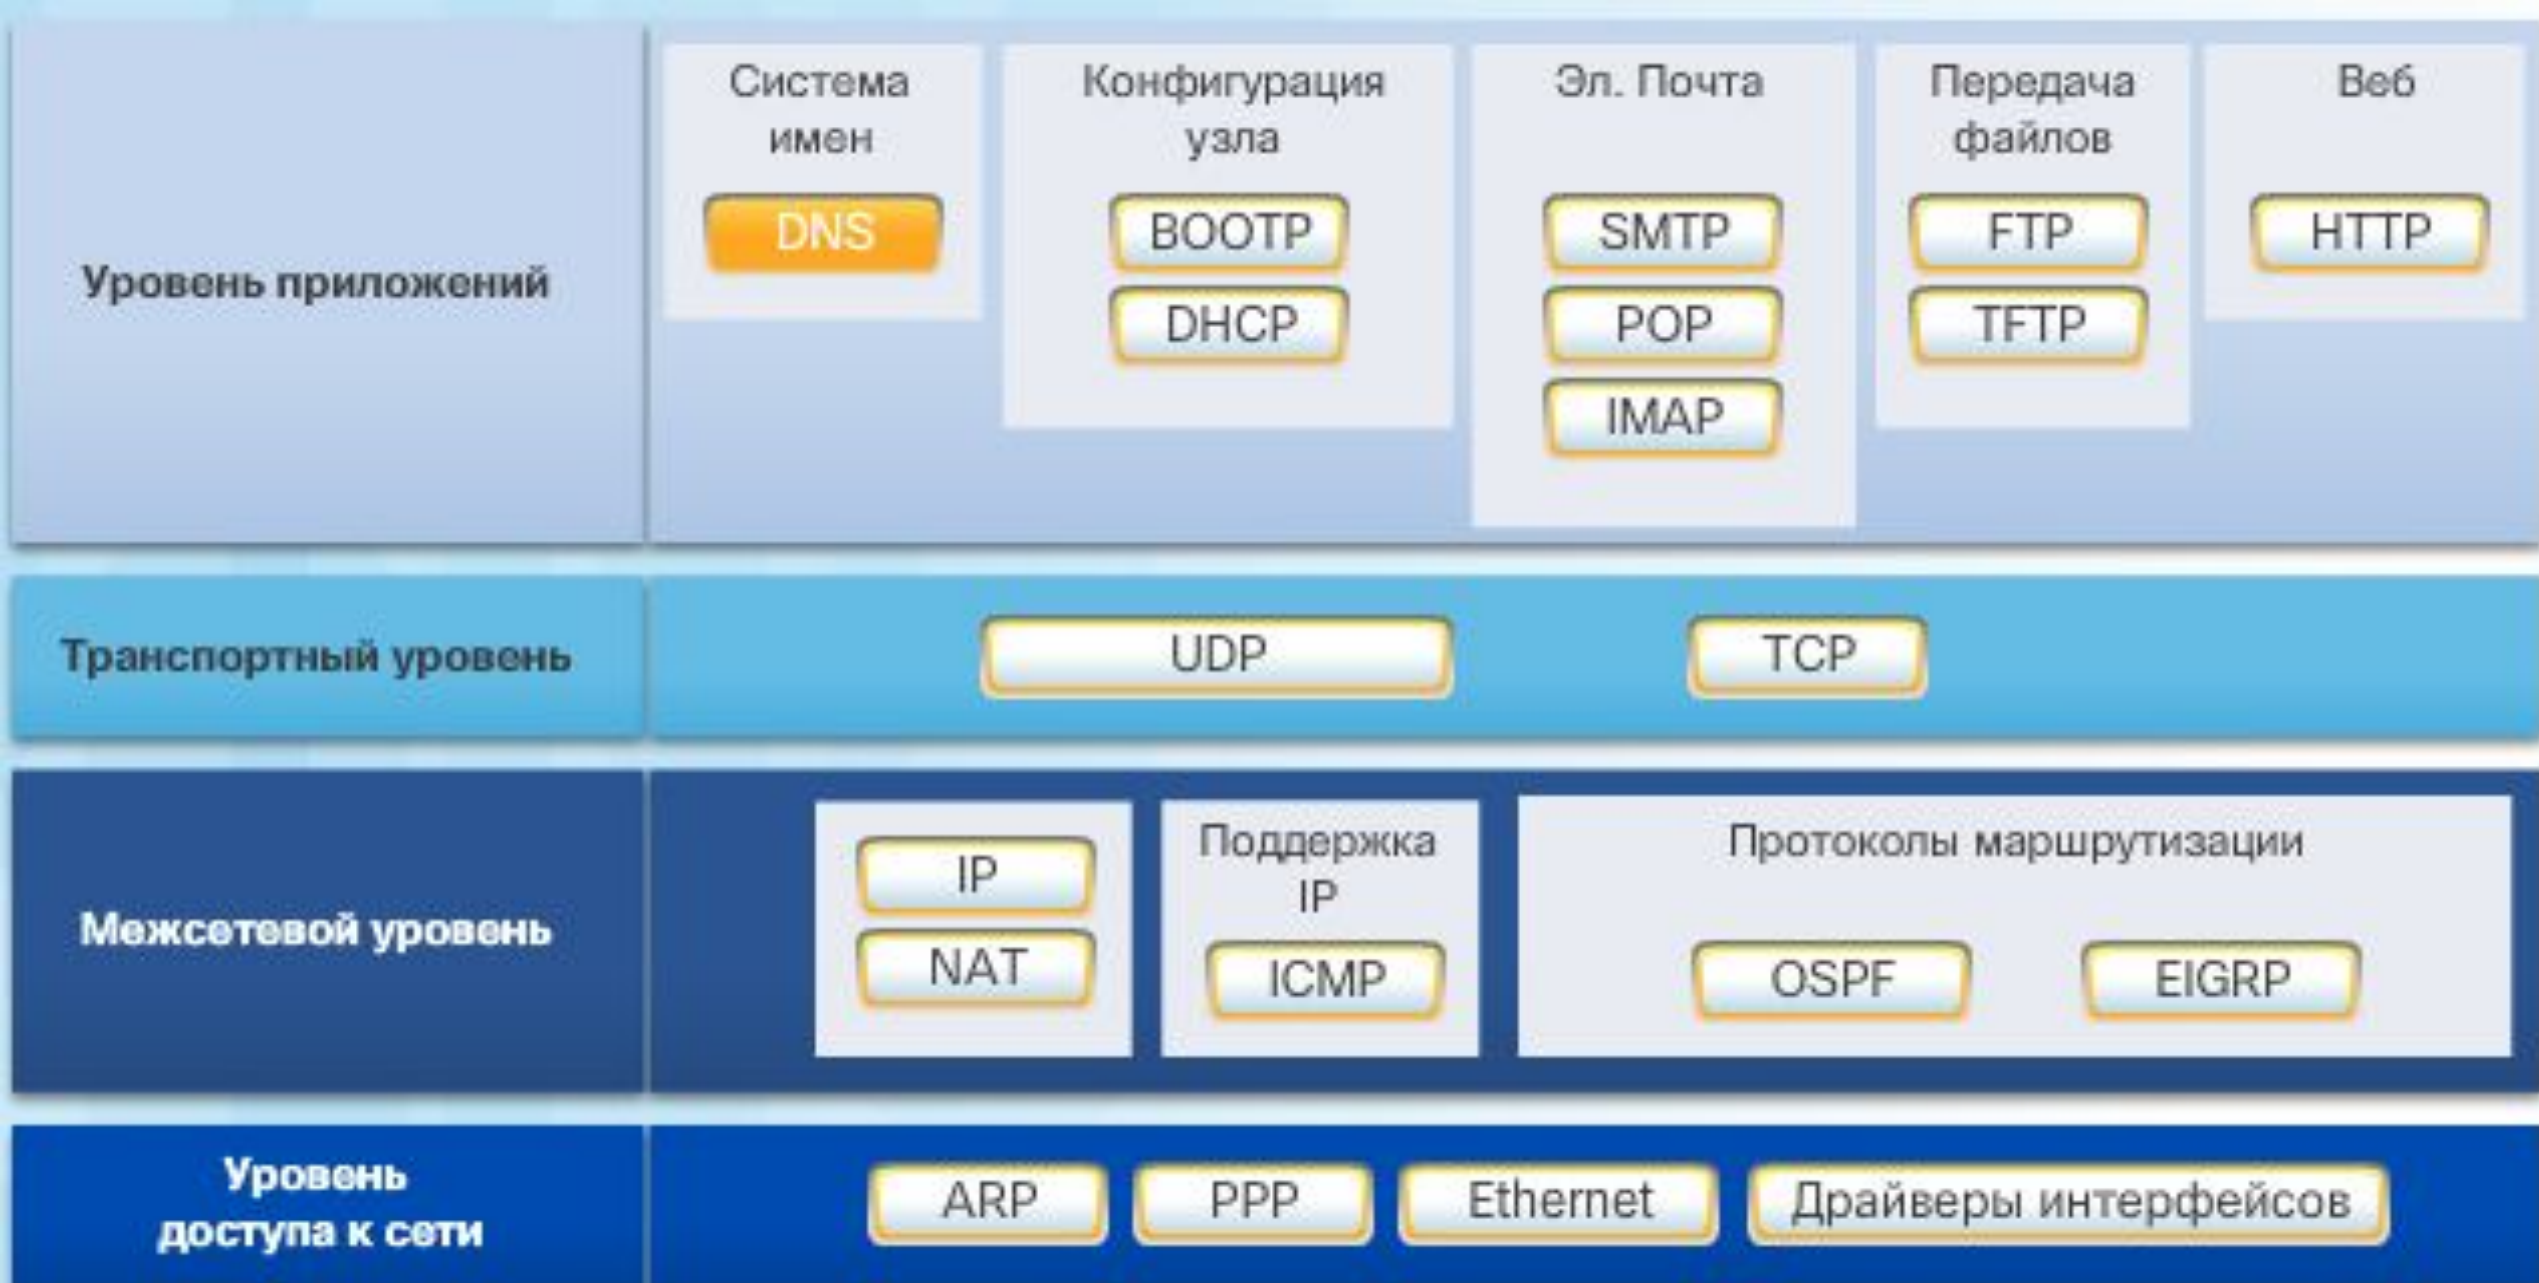 Уровень приложений
Система
имен
DNS
Конфигурация
узла
BOOTP
DHCP
Эл. Почта
SMTP
POP
IMAP
Передача
файлов
FTP
TFTP
Веб
HTTP
Транспортный уровень
UDP
TCP
Межсетевой уровень
IP
NAT
Поддержка
IP
ICMP
Протоколы маршрутизации
OSPF
EIGRP
Уровень
доступа к сети
ARP
PPP
Ethernet
Драйверы интерфейсов